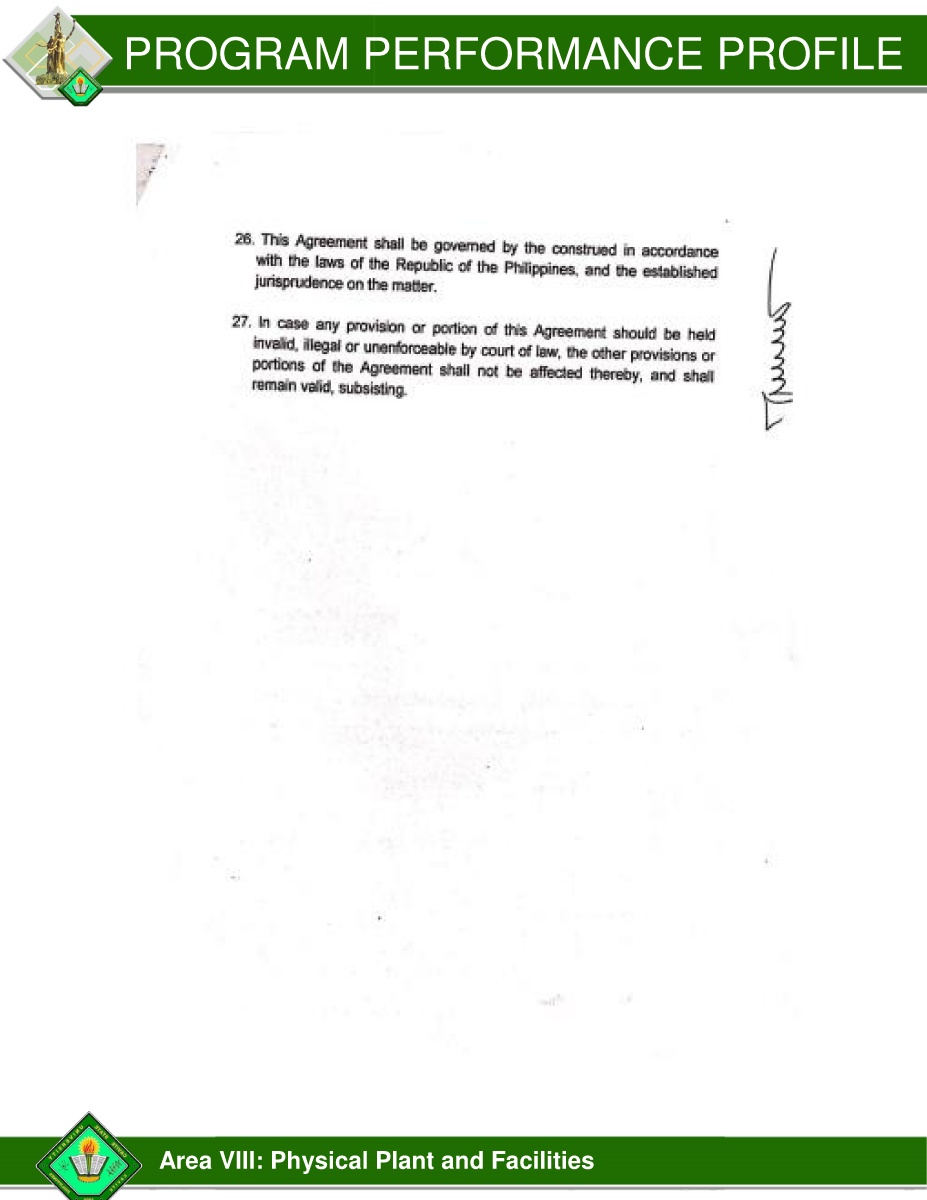 PROGRAM PERFORMANCE PROFILE
26. This Agreement shall be governed by the construed in accordance
with the laws of the Republic of the Philippines, and the established
jurisprudence on the matter.
27. In case any provision or portion of this Agreement should be held
invalid, illegal or unenforceable by court of law, the other provisions or
portions of the Agreement shall not be affected thereby, and shall
remain valid, subsisting.
Area VIII: Physical Plant and Facilities